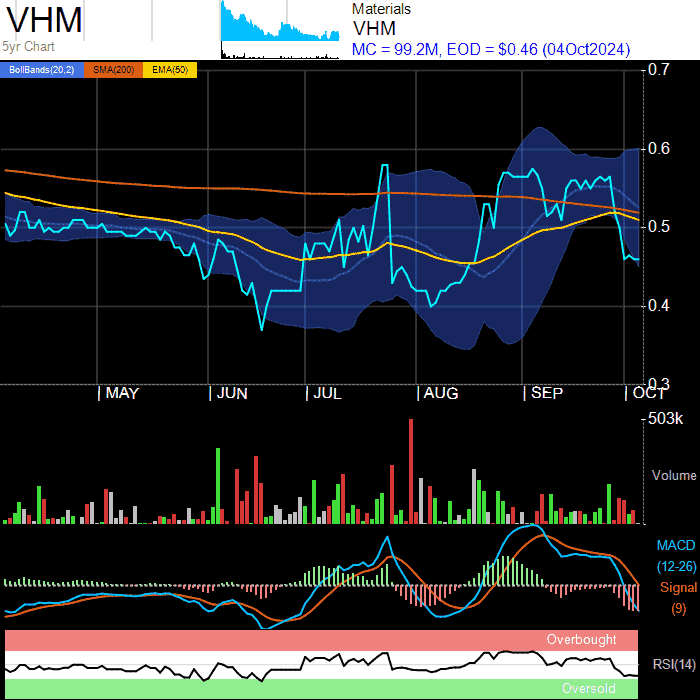 VHM
5yr Chart
Materials
VHM
MC = 99.2M, EOD = $0.46 (04Oct2024)
BollBands(20,2) SMA(200) EMA(50)
0.7
0.6
0.5
0.4
0.3
MAY JUN JUL AUG SEP OCT
503k
Volume
MACD
(12-26)
Signal
(9)
Overbought
RSI(14)
Oversold